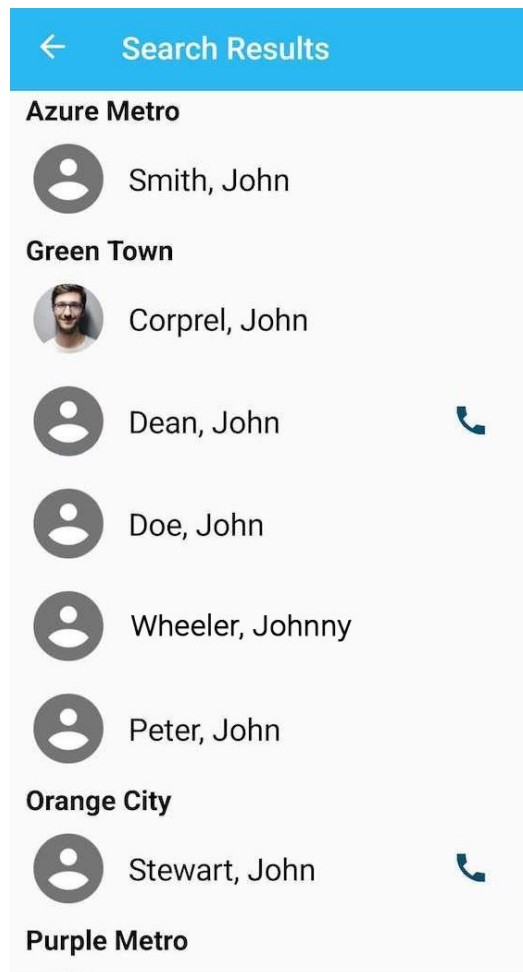 Search Results
Azure Metro
Smith, John
Green Town
Corprel, John
Dean, John
Doe, John
Wheeler, Johnny
Peter, John
Orange City
Stewart, John
Purple Metro